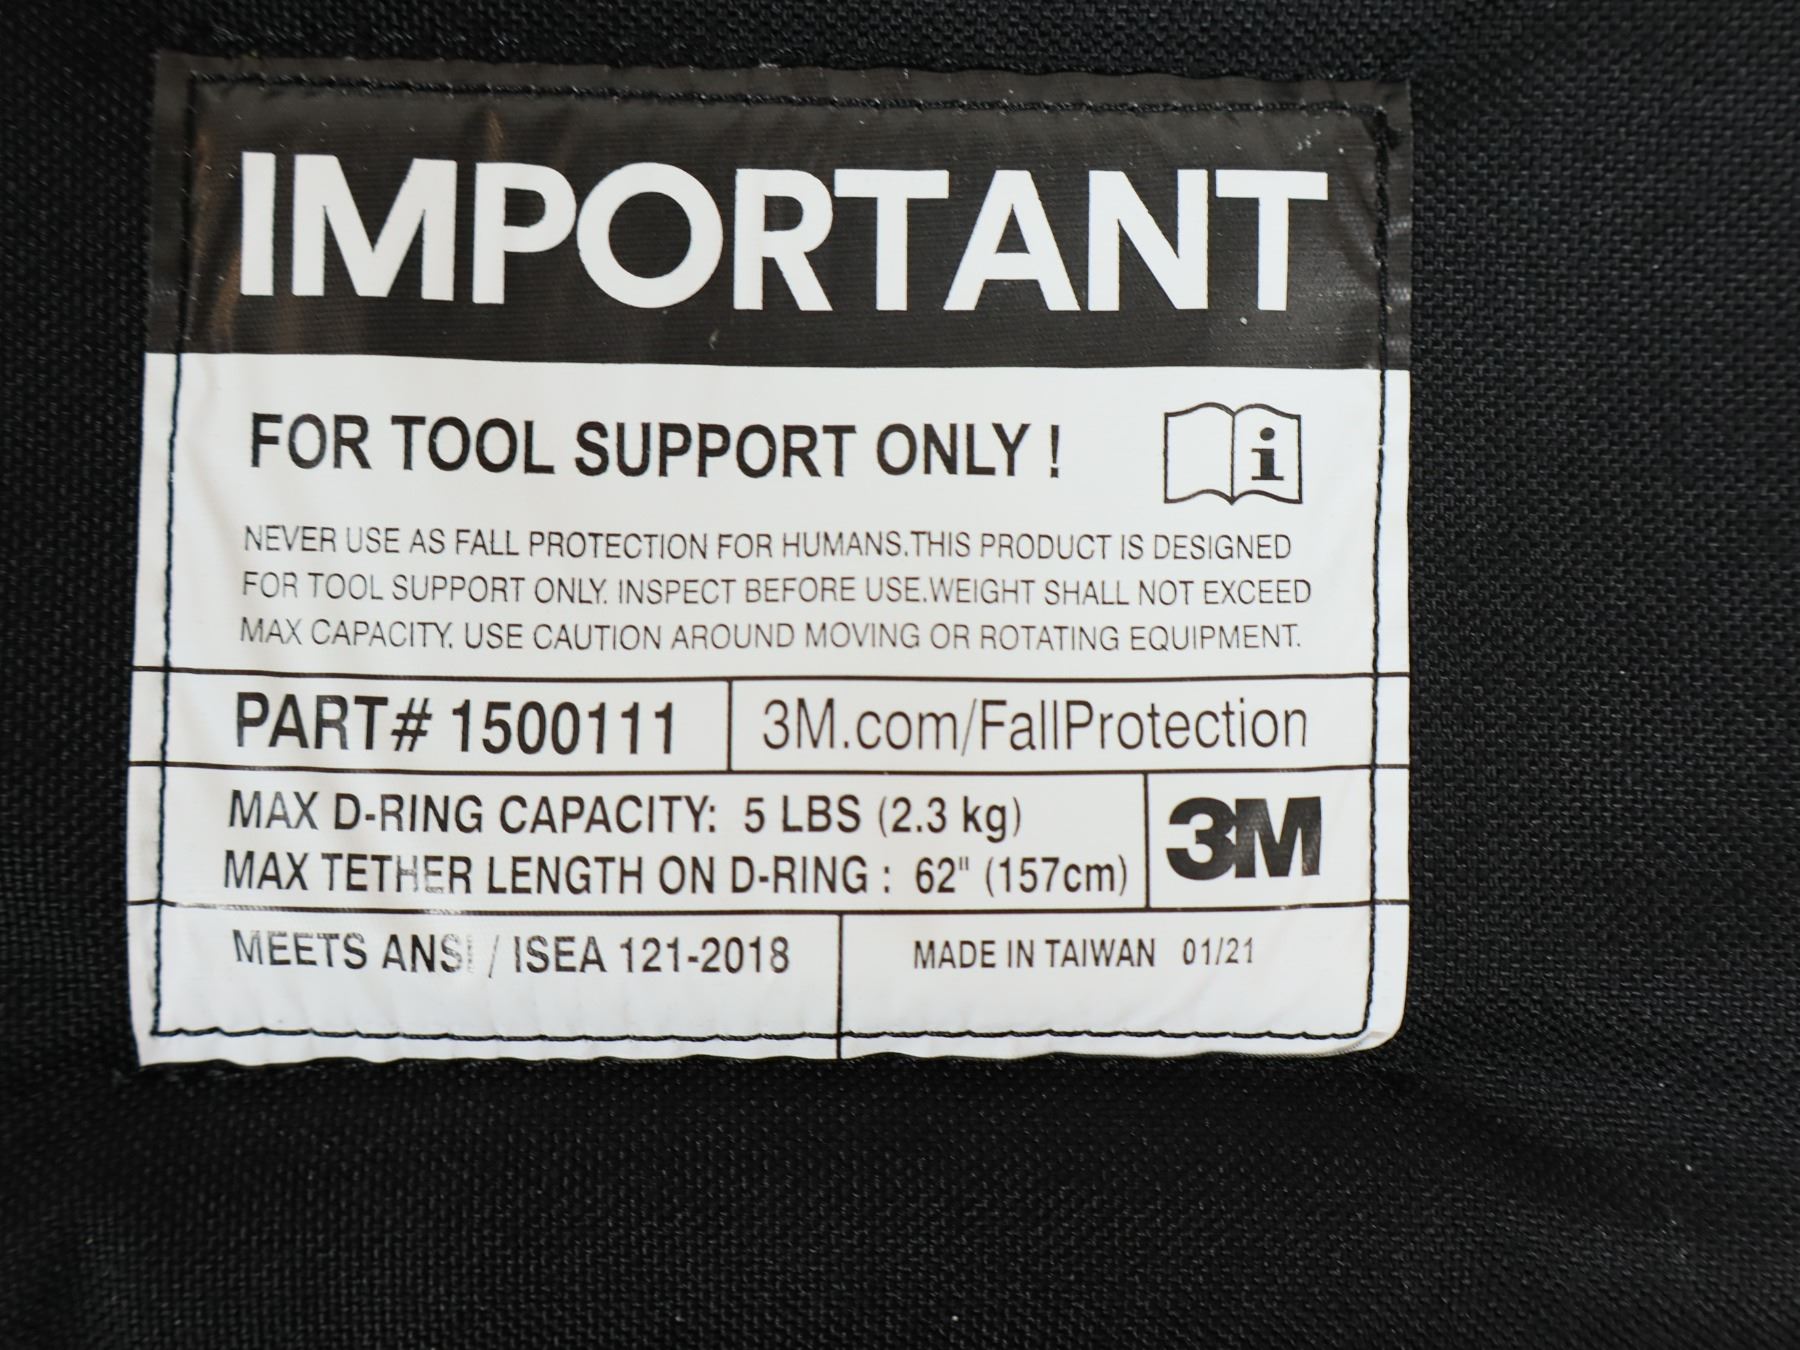 IMPORTANT
FOR TOOL SUPPORT ONLY !
i
NEVER USE AS FALL PROTECTION FOR HUMANS.THIS PRODUCT IS DESIGNED
FOR TOOL SUPPORT ONLY. INSPECT BEFORE USE.WEIGHT SHALL NOT EXCEED
MAX CAPACITY. USE CAUTION AROUND MOVING OR ROTATING EQUIPMENT.
PART# 1500111
3M.com/FallProtection
MAX D-RING CAPACITY: 5 LBS (2.3 kg)
MAX TETHER LENGTH ON D-RING : 62" (157cm)
3M
MEETS ANSI / ISEA 121-2018
MADE IN TAIWAN 01/21